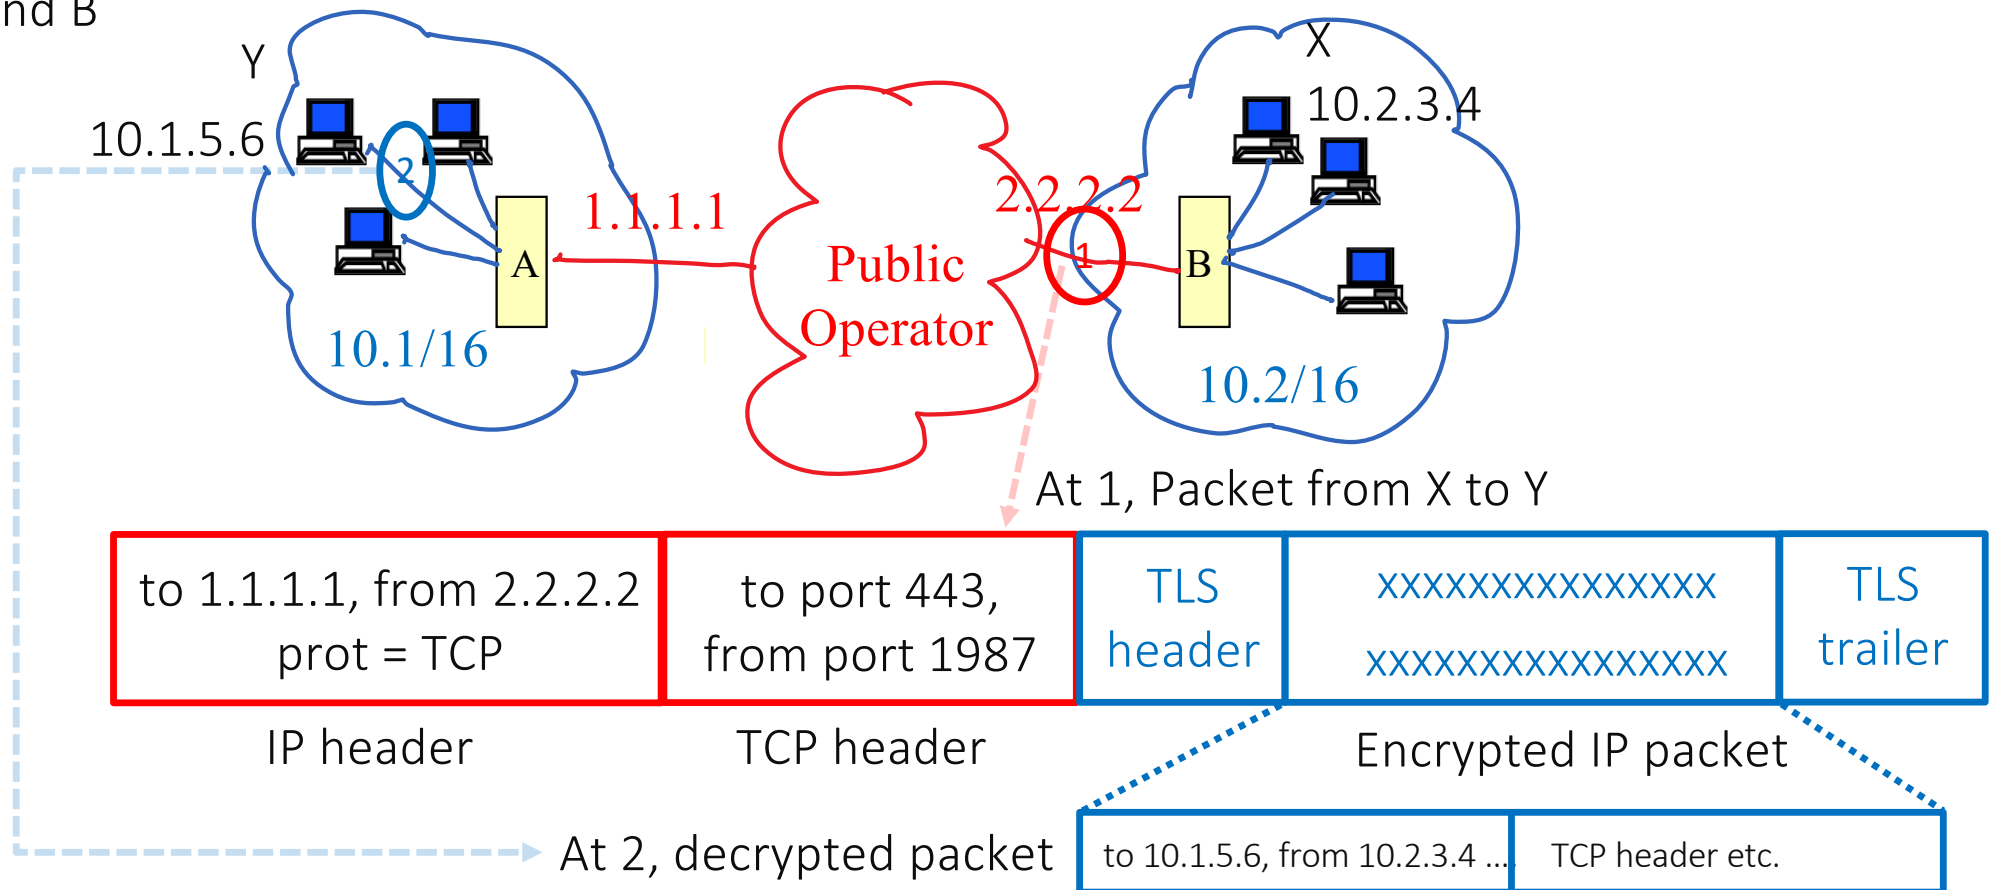 nd B
Y
X
10.1.5.6
10.2.3.4
2
1.1.1.1
2.2.2.2
1
A
B
Public
Operator
10.1/16
10.2/16
At 1, Packet from X to Y
to 1.1.1.1, from 2.2.2.2
prot = TCP
to port 443,
from port 1987
TLS
header
xxxxxxxxxxxxxxx
xxxxxxxxxxxxxxxx
TLS
trailer
IP header
TCP header
Encrypted IP packet
At 2, decrypted packet
to 10.1.5.6, from 10.2.3.4 ....
TCP header etc.